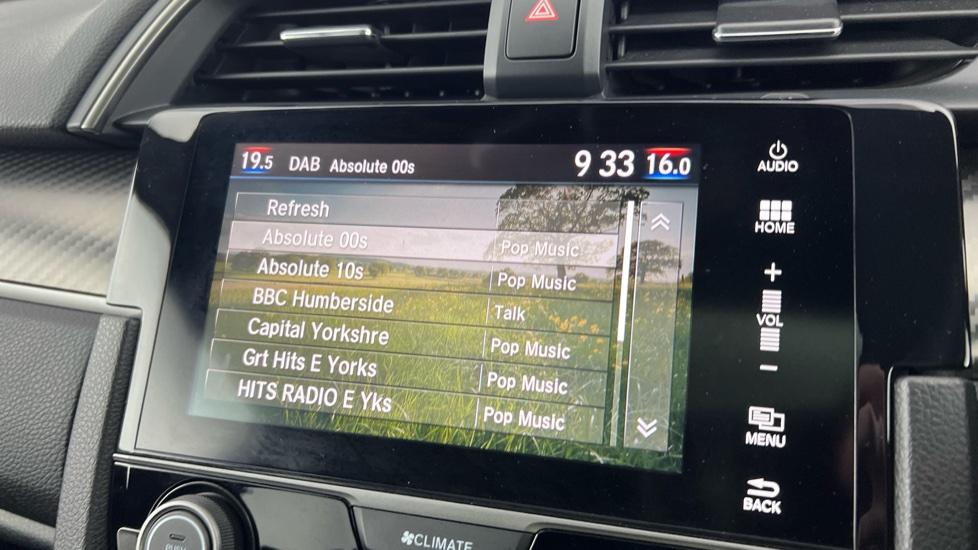 19.5 DAB Absolute 00s 9 33 16.0
Refresh
Absolute 00s Pop Music
Absolute 10s Pop Music
BBC Humberside Talk
Capital Yorkshre Pop Music
Grt Hits E Yorks Pop Music
HITS RADIO E Yks Pop Music
AUDIO
HOME
+
VOL
−
MENU
BACK
PUSH
CLIMATE